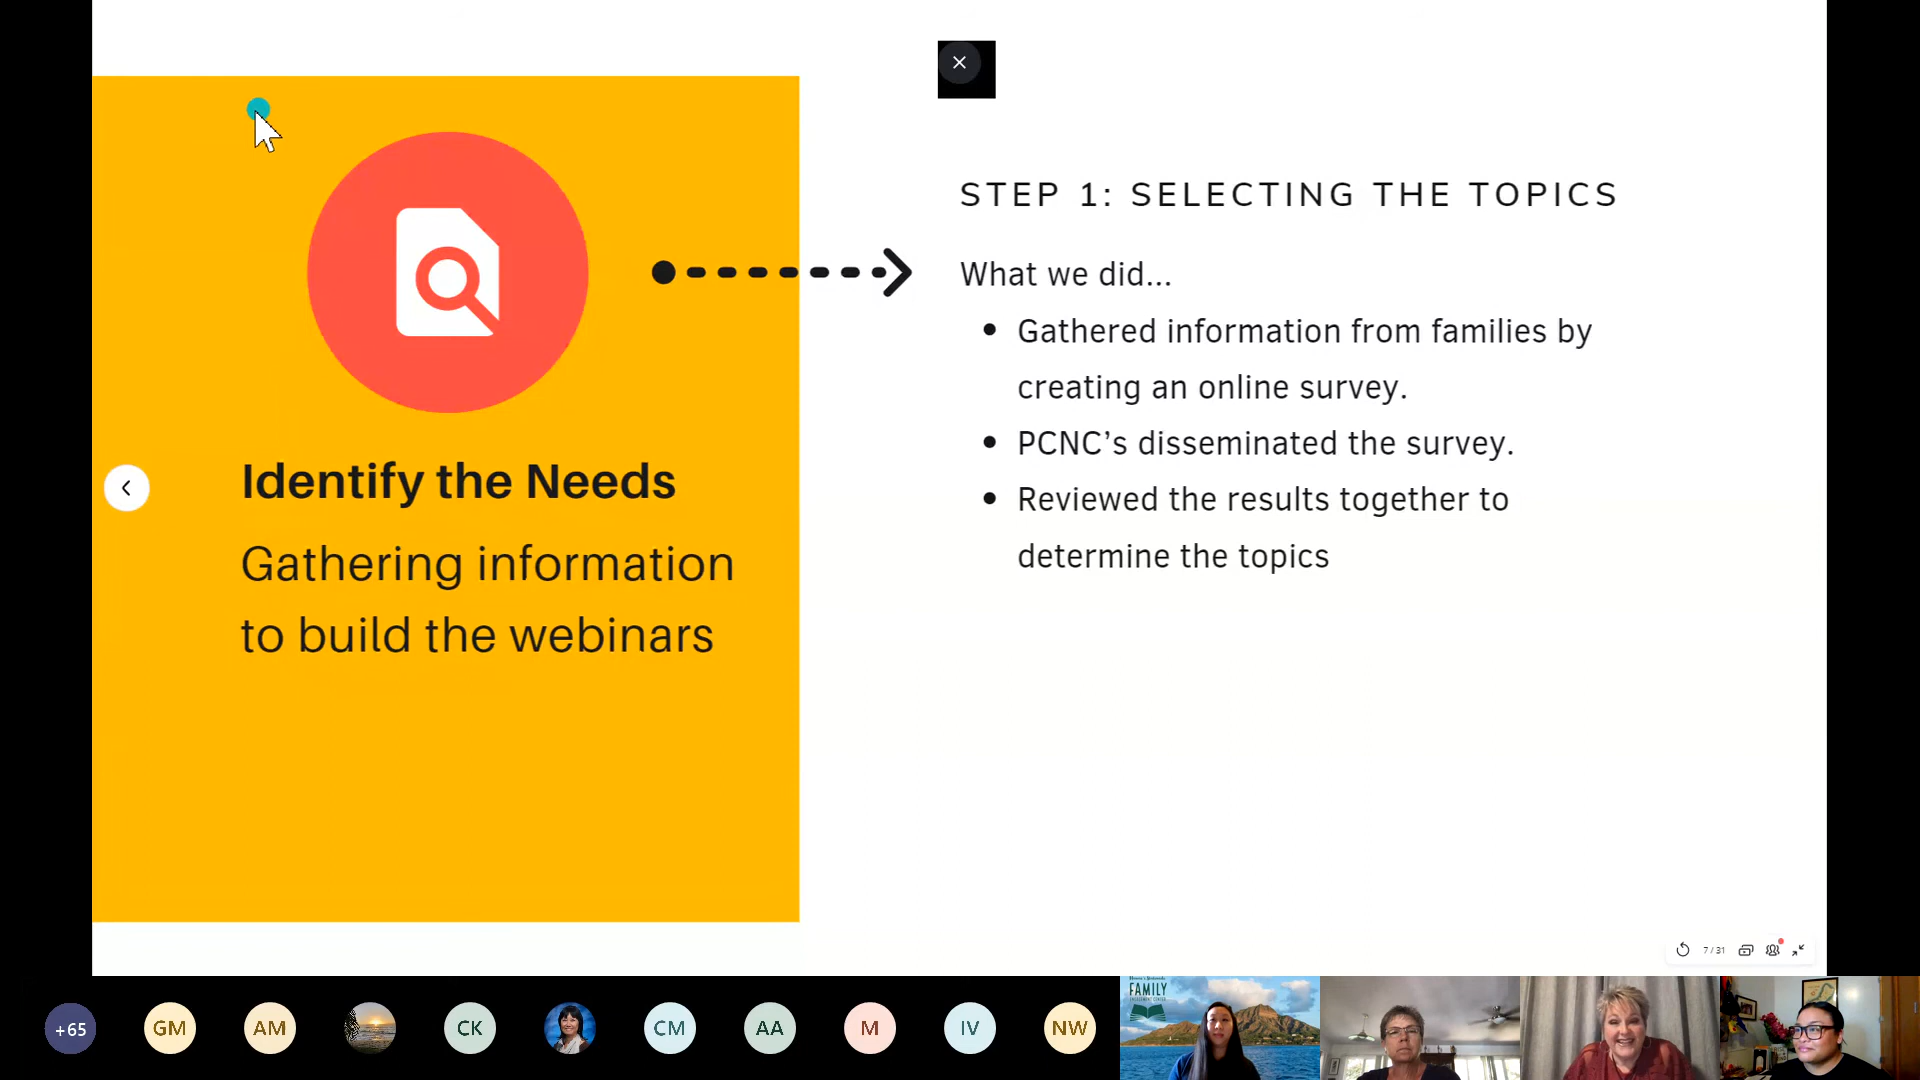 STEP 1: SELECTING THE TOPICS
What we did...
• Gathered information from families by
creating an online survey.
• PCNC’s disseminated the survey.
• Reviewed the results together to
determine the topics
Identify the Needs
Gathering information
to build the webinars
7 / 31
+65
GM
AM
CK
CM
AA
M
IV
NW
FAMILY